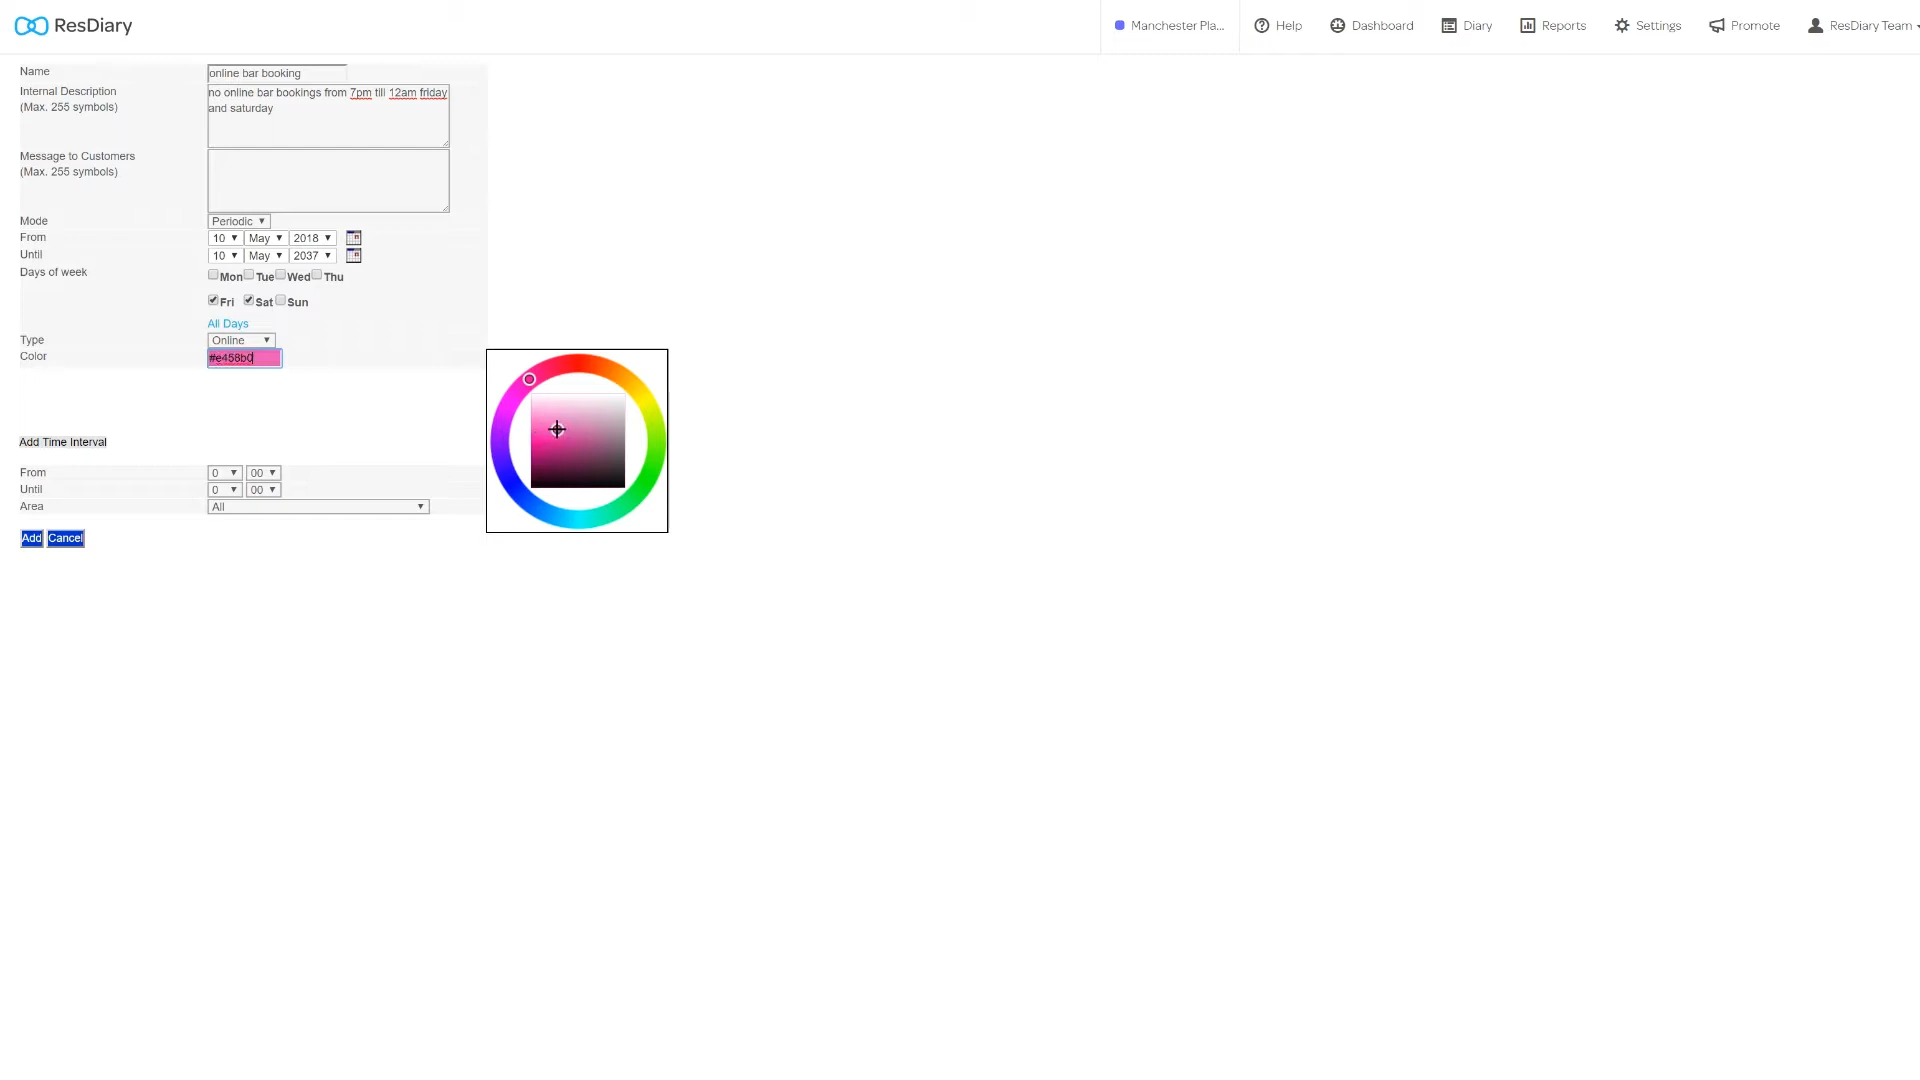 ResDiary
Manchester Pla...
Help
Dashboard
Diary
Reports
Settings
Promote
ResDiary Team
Name
online bar booking
Internal Description
(Max. 255 symbols)
no online bar bookings from 7pm till 12am friday
and saturday
Message to Customers
(Max. 255 symbols)
Mode
Periodic
From
10 May 2018
Until
10 May 2037
Days of week
Mon Tue Wed Thu
Fri Sat Sun
All Days
Type
Online
Color
#e458b0
Add Time Interval
From
0 00
Until
0 00
Area
All
Add Cancel